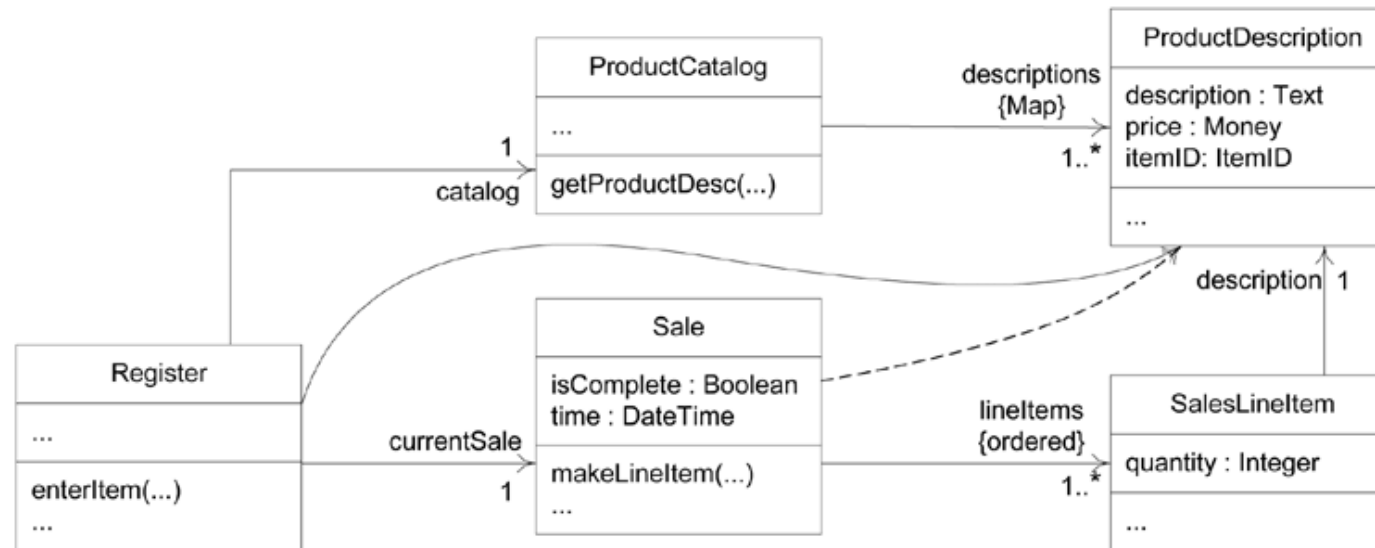 ProductCatalog
...
getProductDesc(...)
1
catalog
descriptions
{Map}
1..*
ProductDescription
description : Text
price : Money
itemID: ItemID
...
description 1
Register
...
enterItem(...)
...
currentSale
1
Sale
isComplete : Boolean
time : DateTime
makeLineItem(...)
...
lineItems
{ordered}
1..*
SalesLineItem
quantity : Integer
...